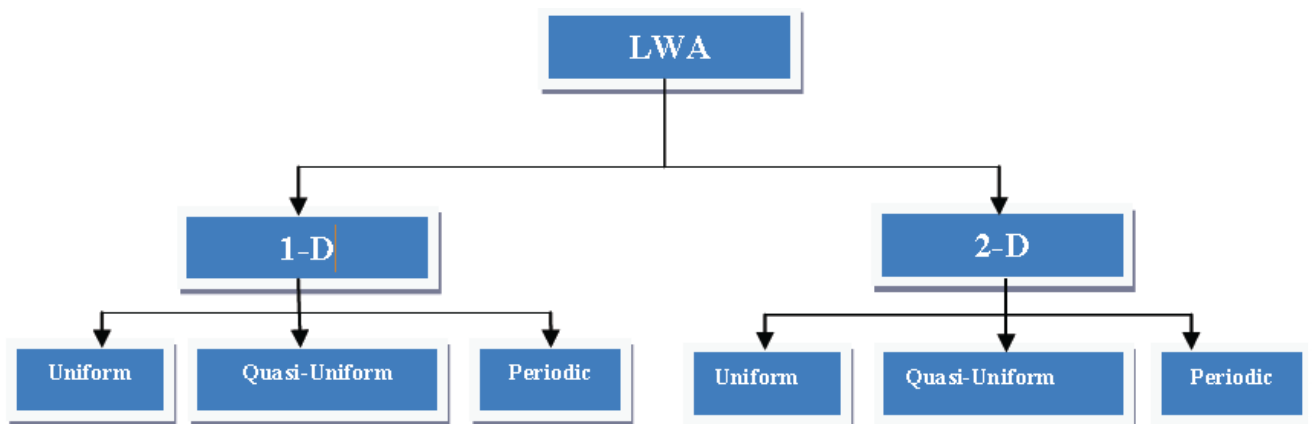 LWA
1-D
2-D
Uniform
Quasi-Uniform
Periodic
Uniform
Quasi-Uniform
Periodic